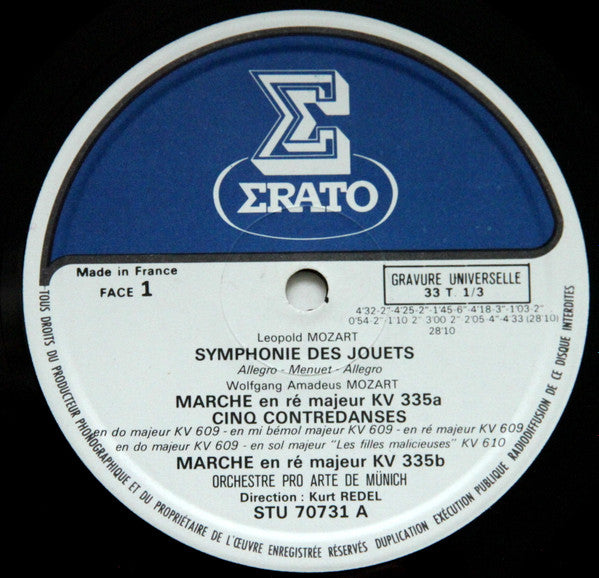 Σ
ΣRATO
Made in France
FACE 1
GRAVURE UNIVERSELLE
33 T 1/3
4'32-2"-4'25-2"-1'45-6"-4'18-3"-1'03-2"
0'54-2"-1'10-2" 3'00 2"-2'05-4"-4'33 (28'10)
28'10
Leopold MOZART
SYMPHONIE DES JOUETS
Allegro - Menuet - Allegro
Wolfgang Amadeus MOZART
MARCHE en ré majeur KV 335a
CINQ CONTREDANSES
en do majeur KV 609 - en mi bémol majeur KV 609 - en ré majeur KV 609
en do majeur KV 609 - en sol majeur "Les filles malicieuses" KV 610
MARCHE en ré majeur KV 335b
ORCHESTRE PRO ARTE DE MÜNICH
Direction : Kurt REDEL
STU 70731 A
TOUS DROITS DU PRODUCTEUR PHONOGRAPHIQUE ET DU PROPRIÉTAIRE DE L'ŒUVRE ENREGISTRÉE RÉSERVÉS DUPLICATION EXÉCUTION PUBLIQUE RADIODIFFUSION DE CE DISQUE INTERDITES